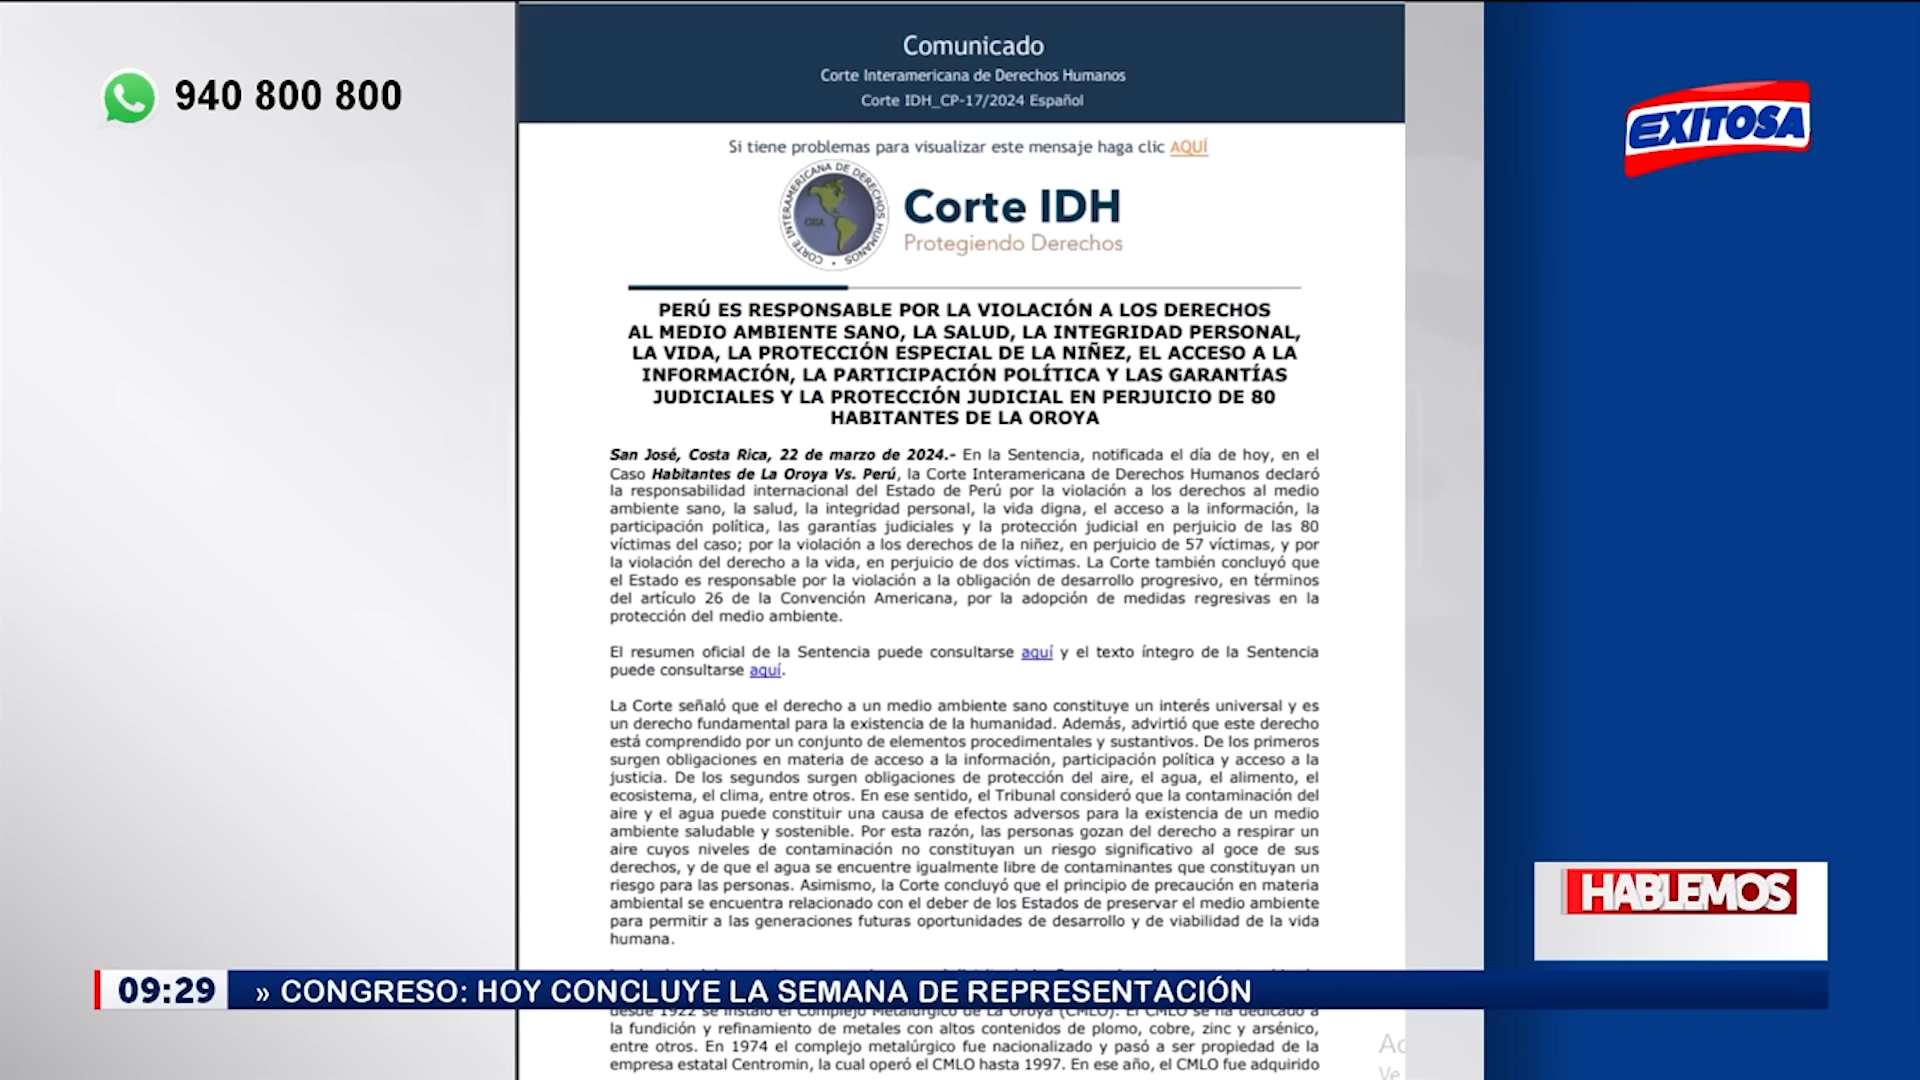 Comunicado
Corte Interamericana de Derechos Humanos
Corte IDH_CP-17/2024 Español
940 800 800
EXITOSA
Si tiene problemas para visualizar este mensaje haga clic AQUÍ
CORTE INTERAMERICANA DE DERECHOS HUMANOS
OEA
Corte IDH
Protegiendo Derechos
PERÚ ES RESPONSABLE POR LA VIOLACIÓN A LOS DERECHOS
AL MEDIO AMBIENTE SANO, LA SALUD, LA INTEGRIDAD PERSONAL,
LA VIDA, LA PROTECCIÓN ESPECIAL DE LA NIÑEZ, EL ACCESO A LA
INFORMACIÓN, LA PARTICIPACIÓN POLÍTICA Y LAS GARANTÍAS
JUDICIALES Y LA PROTECCIÓN JUDICIAL EN PERJUICIO DE 80
HABITANTES DE LA OROYA
San José, Costa Rica, 22 de marzo de 2024.- En la Sentencia, notificada el día de hoy, en el
Caso Habitantes de La Oroya Vs. Perú, la Corte Interamericana de Derechos Humanos declaró
la responsabilidad internacional del Estado de Perú por la violación a los derechos al medio
ambiente sano, la salud, la integridad personal, la vida digna, el acceso a la información, la
participación política, las garantías judiciales y la protección judicial en perjuicio de las 80
víctimas del caso; por la violación a los derechos de la niñez, en perjuicio de 57 víctimas, y por
la violación del derecho a la vida, en perjuicio de dos víctimas. La Corte también concluyó que
el Estado es responsable por la violación a la obligación de desarrollo progresivo, en términos
del artículo 26 de la Convención Americana, por la adopción de medidas regresivas en la
protección del medio ambiente.
El resumen oficial de la Sentencia puede consultarse aquí y el texto íntegro de la Sentencia
puede consultarse aquí.
La Corte señaló que el derecho a un medio ambiente sano constituye un interés universal y es
un derecho fundamental para la existencia de la humanidad. Además, advirtió que este derecho
está comprendido por un conjunto de elementos procedimentales y sustantivos. De los primeros
surgen obligaciones en materia de acceso a la información, participación política y acceso a la
justicia. De los segundos surgen obligaciones de protección del aire, el agua, el alimento, el
ecosistema, el clima, entre otros. En ese sentido, el Tribunal consideró que la contaminación del
aire y el agua puede constituir una causa de efectos adversos para la existencia de un medio
ambiente saludable y sostenible. Por esta razón, las personas gozan del derecho a respirar un
aire cuyos niveles de contaminación no constituyan un riesgo significativo al goce de sus
derechos, y de que el agua se encuentre igualmente libre de contaminantes que constituyan un
riesgo para las personas. Asimismo, la Corte concluyó que el principio de precaución en materia
ambiental se encuentra relacionado con el deber de los Estados de preservar el medio ambiente
para permitir a las generaciones futuras oportunidades de desarrollo y de viabilidad de la vida
humana.
HABLEMOS
09:29 » CONGRESO: HOY CONCLUYE LA SEMANA DE REPRESENTACIÓN
desde 1922 se instaló el Complejo Metalúrgico de La Oroya (CMLO). El CMLO se ha dedicado a
la fundición y refinamiento de metales con altos contenidos de plomo, cobre, zinc y arsénico,
entre otros. En 1974 el complejo metalúrgico fue nacionalizado y pasó a ser propiedad de la
empresa estatal Centromin, la cual operó el CMLO hasta 1997. En ese año, el CMLO fue adquirido